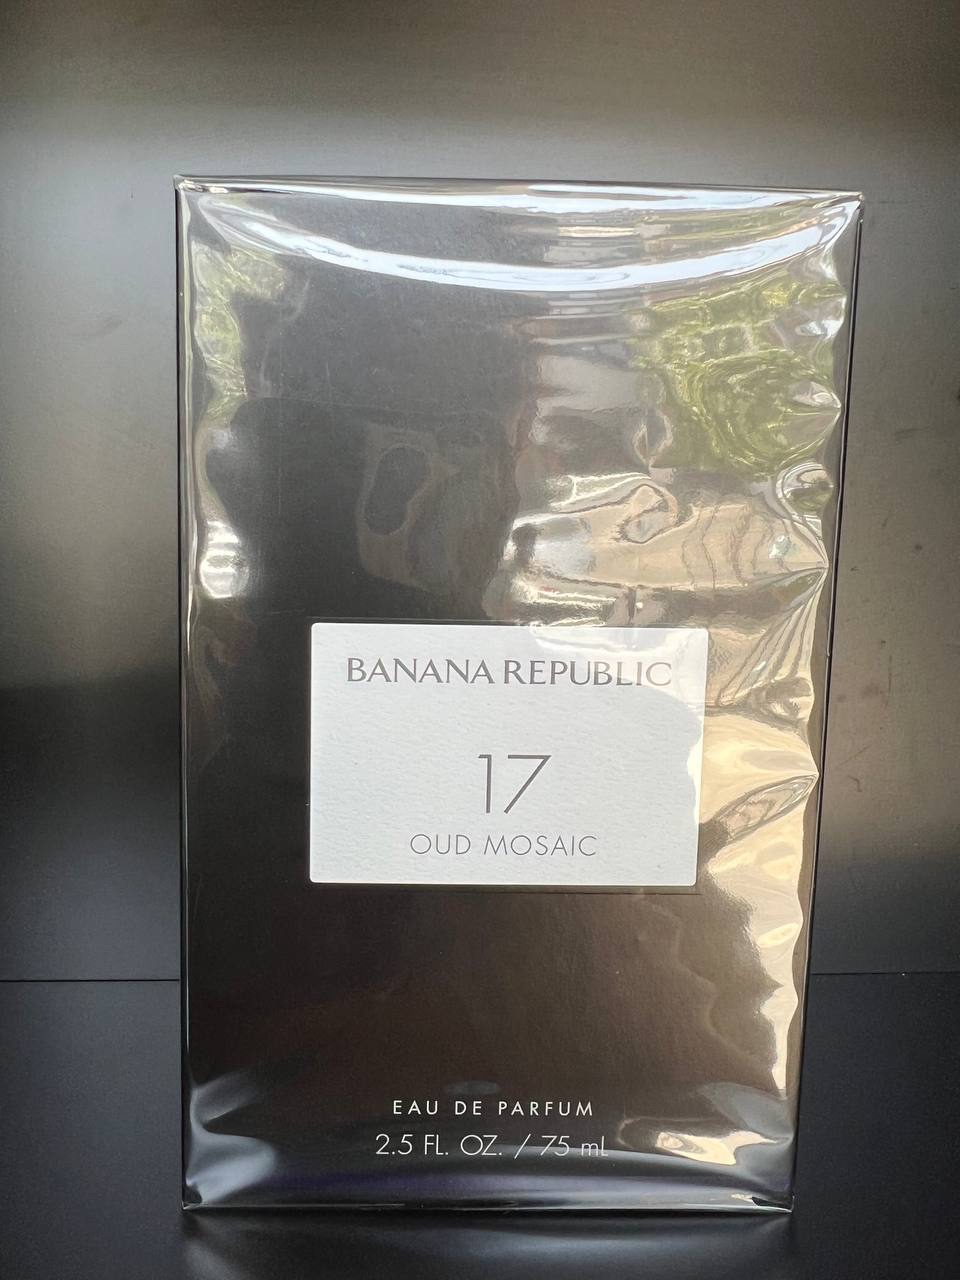 BANANA REPUBLIC
17
OUD MOSAIC
EAU DE PARFUM
2.5 FL. OZ. / 75 mL